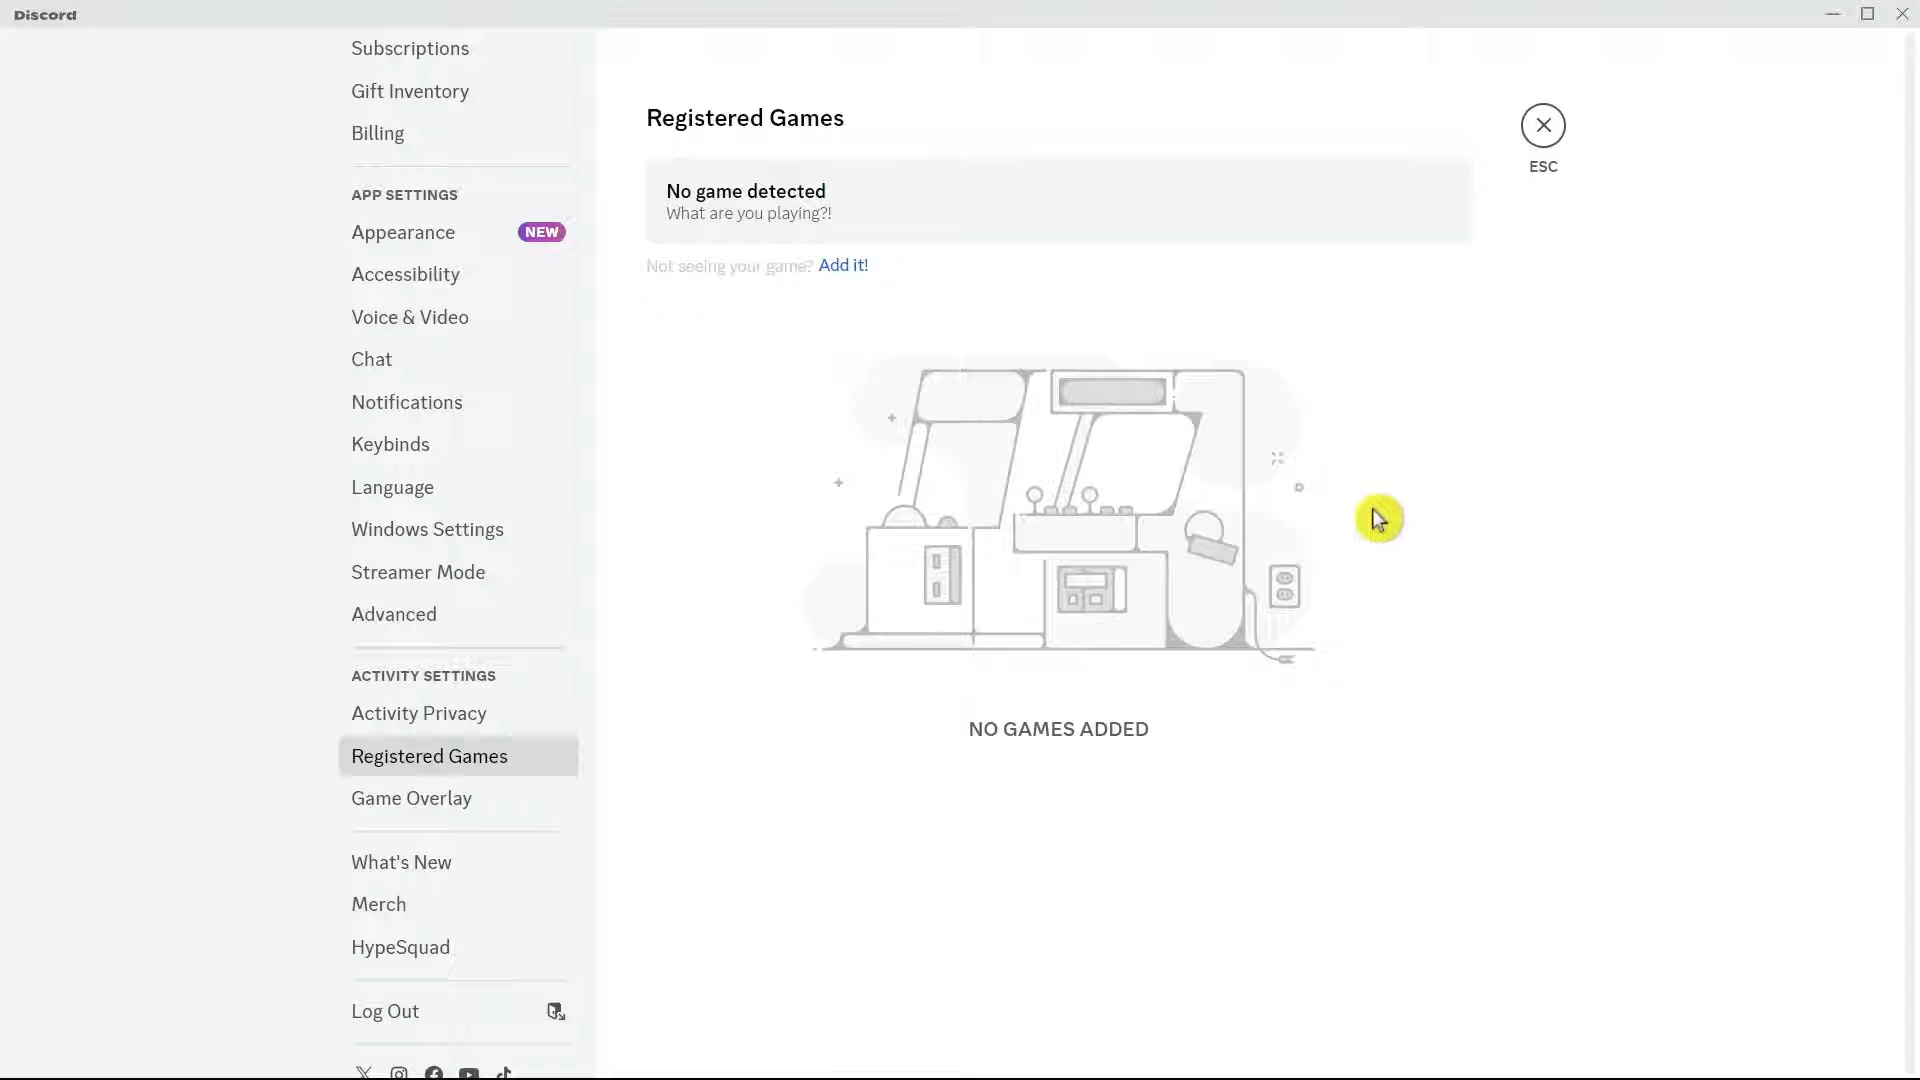 Discord
Subscriptions
Gift Inventory
Billing
APP SETTINGS
Appearance NEW
Accessibility
Voice & Video
Chat
Notifications
Keybinds
Language
Windows Settings
Streamer Mode
Advanced
ACTIVITY SETTINGS
Activity Privacy
Registered Games
Game Overlay
What's New
Merch
HypeSquad
Log Out
Registered Games
No game detected
What are you playing?!
Not seeing your game? Add it!
NO GAMES ADDED
ESC